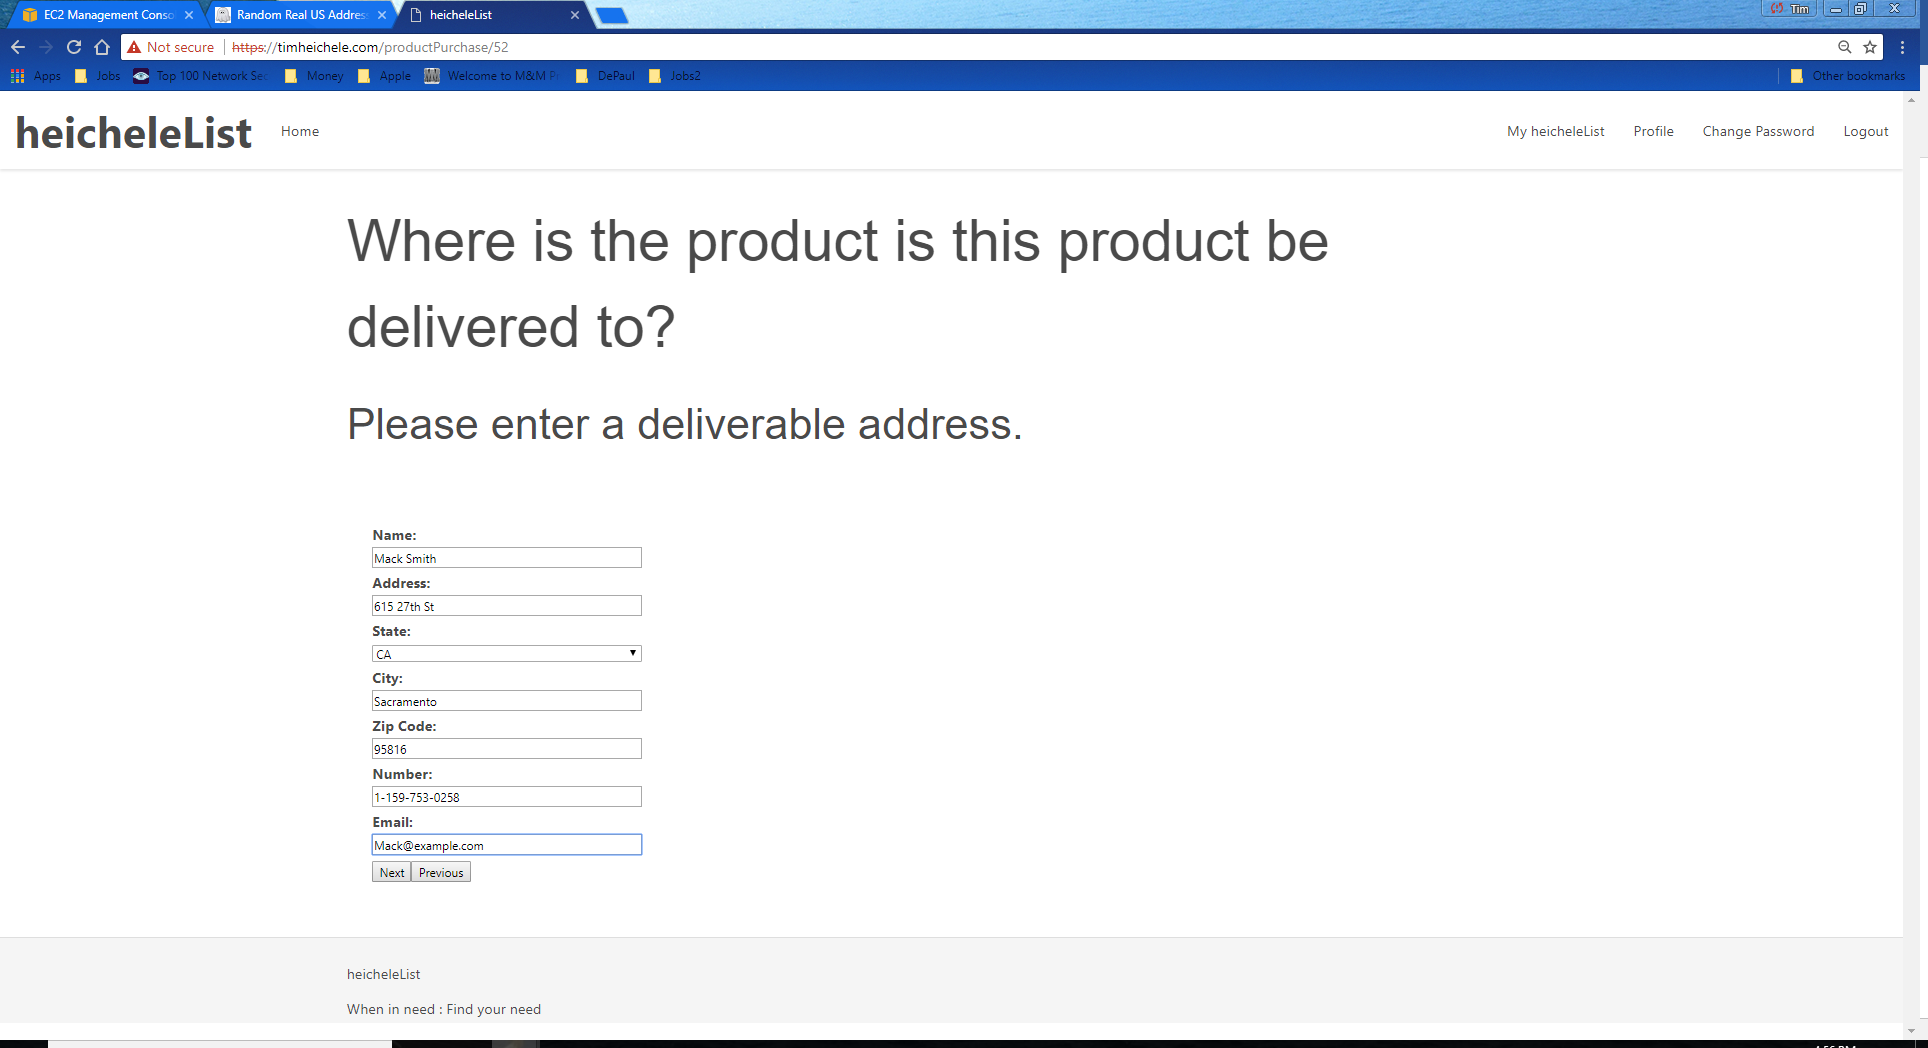 EC2 Management Conso
Random Real US Addres
heicheleList
Tim
Not secure
https://timheichele.com/productPurchase/52
Apps
Jobs
Top 100 Network Sec
Money
Apple
Welcome to M&M P
DePaul
Jobs2
Other bookmarks
heicheleList
Home
My heicheleList
Profile
Change Password
Logout
Where is the product is this product be
delivered to?
Please enter a deliverable address.
Name:
Mack Smith
Address:
615 27th St
State:
CA
City:
Sacramento
Zip Code:
95816
Number:
1-159-753-0258
Email:
Mack@example.com
Next
Previous
heicheleList
When in need : Find your need